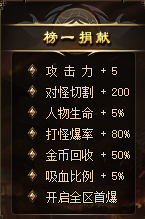 榜一捐献
攻击力 + 5
对怪切割 + 200
人物生命 + 5%
打怪爆率 + 80%
金币回收 + 50%
吸血比例 + 5%
开启全区首爆